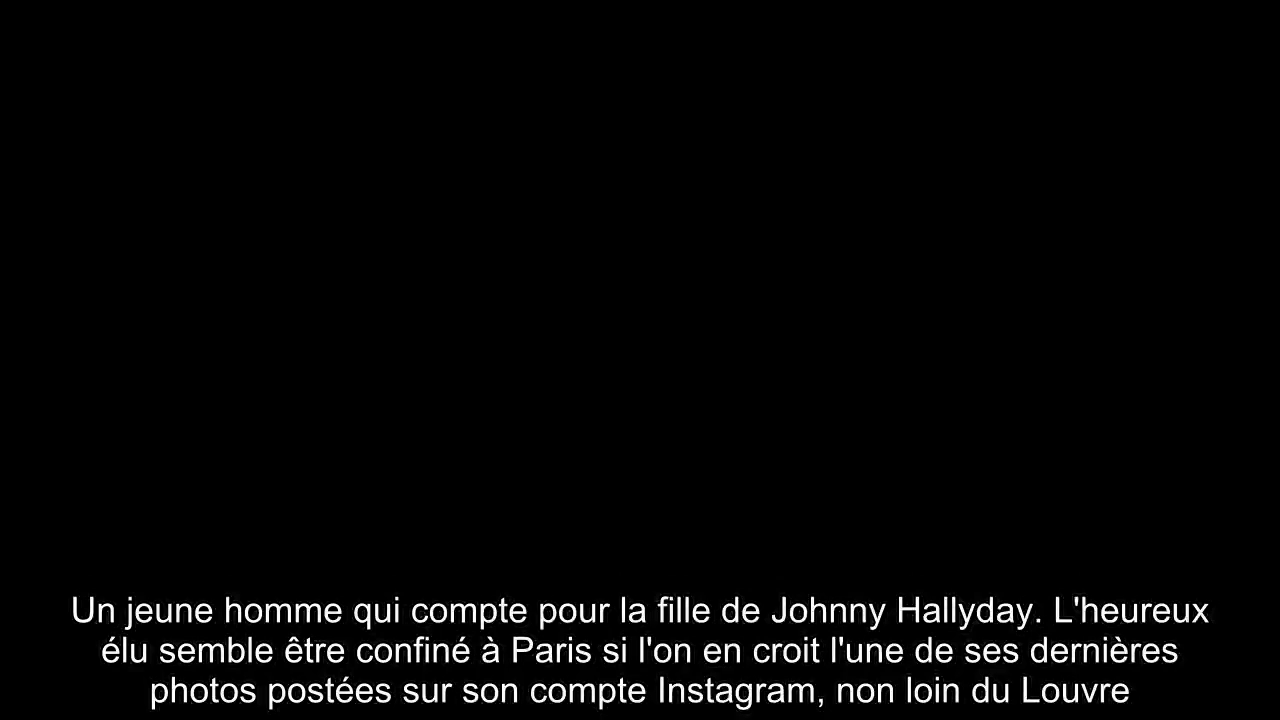 Un jeune homme qui compte pour la fille de Johnny Hallyday. L'heureux
élu semble être confiné à Paris si l'on en croit l'une de ses dernières
photos postées sur son compte Instagram, non loin du Louvre